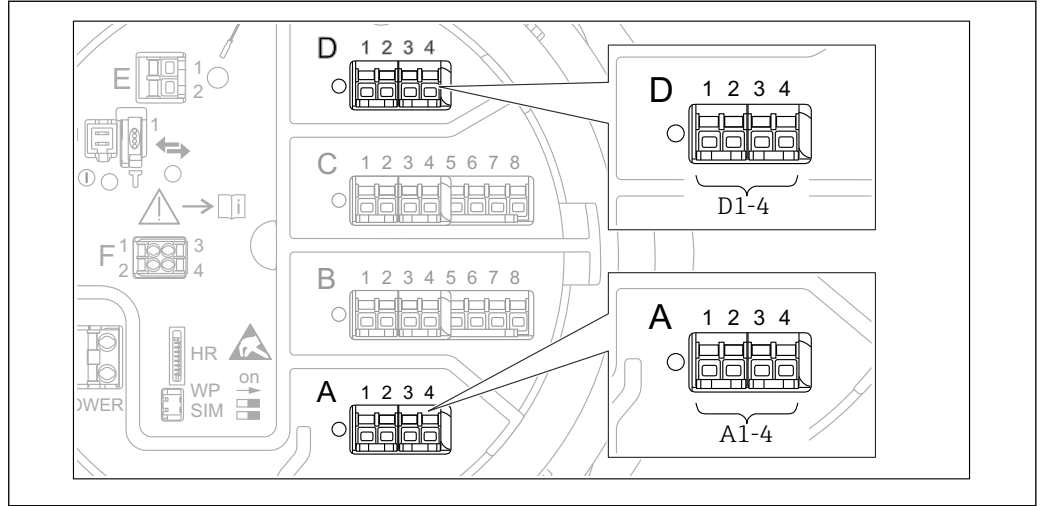 D 1 2 3 4
E 1
2
1
C 1 2 3 4 5 6 7 8
i
F 1 3
2 4
B 1 2 3 4 5 6 7 8
HR
WP on
SIM
OWER
A 1 2 3 4
D 1 2 3 4
D1-4
A 1 2 3 4
A1-4